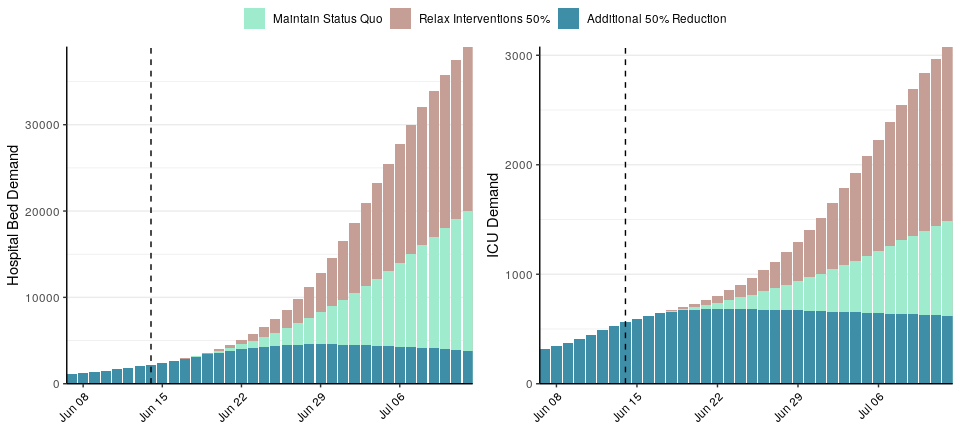 Maintain Status Quo Relax Interventions 50% Additional 50% Reduction
Hospital Bed Demand
30000
20000
10000
0
Jun 08 Jun 15 Jun 22 Jun 29 Jul 06
ICU Demand
3000
2000
1000
0
Jun 08 Jun 15 Jun 22 Jun 29 Jul 06